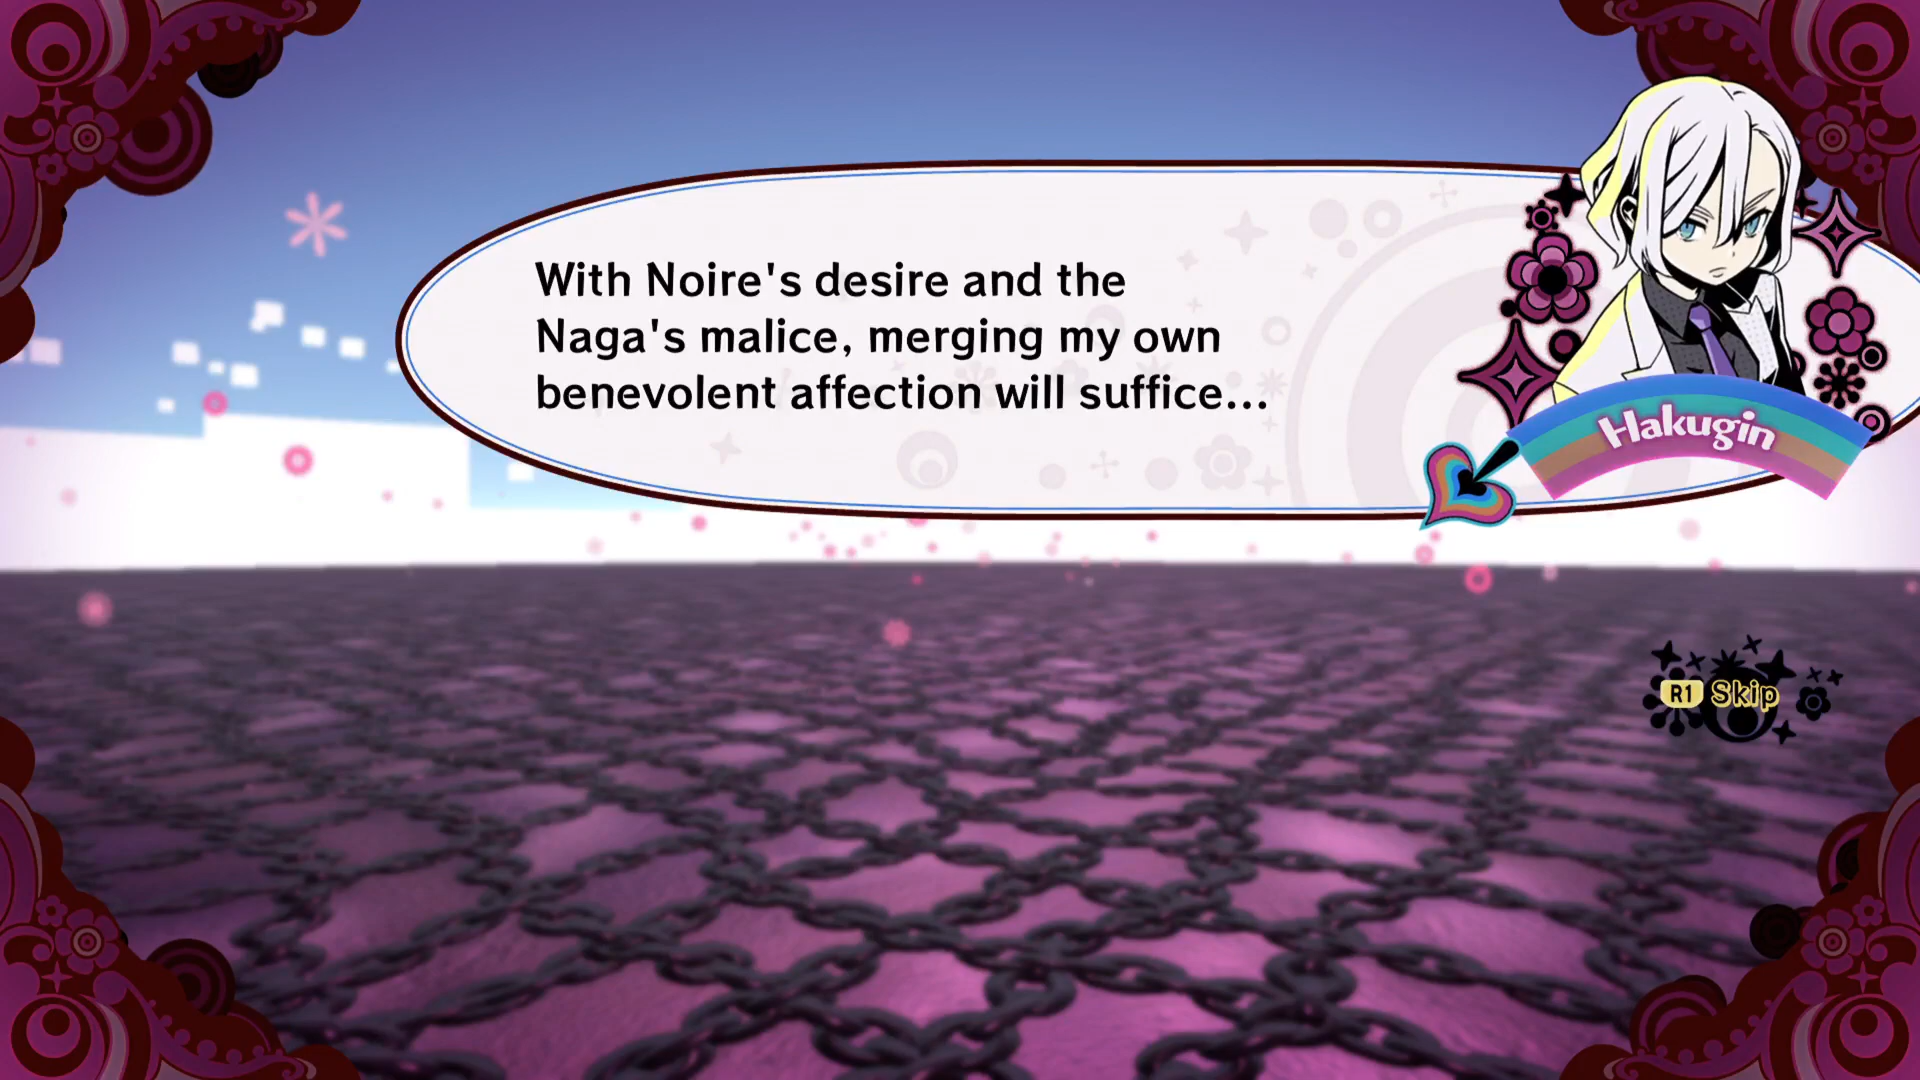 With Noire's desire and the
Naga's malice, merging my own
benevolent affection will suffice...
Hakugin
R1 Skip